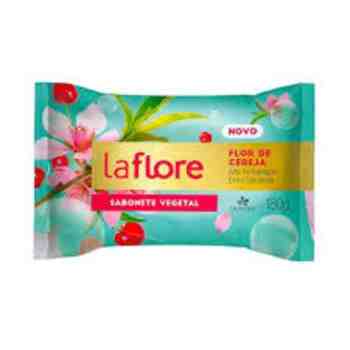 NOVO
FLOR DE
CEREJA
laflore
SABONETE VEGETAL
180g